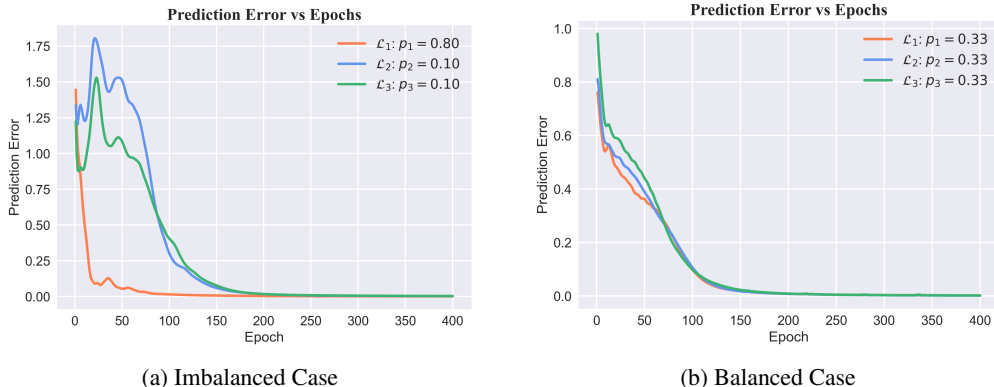 Prediction Error vs Epochs
1.75
1.50
1.25
1.00
0.75
0.50
0.25
0.00
Prediction Error
ℒ₁: p₁ = 0.80
ℒ₂: p₂ = 0.10
ℒ₃: p₃ = 0.10
0 50 100 150 200 250 300 350 400
Epoch
(a) Imbalanced Case
Prediction Error vs Epochs
1.0
0.8
0.6
0.4
0.2
0.0
Prediction Error
ℒ₁: p₁ = 0.33
ℒ₂: p₂ = 0.33
ℒ₃: p₃ = 0.33
0 50 100 150 200 250 300 350 400
Epoch
(b) Balanced Case